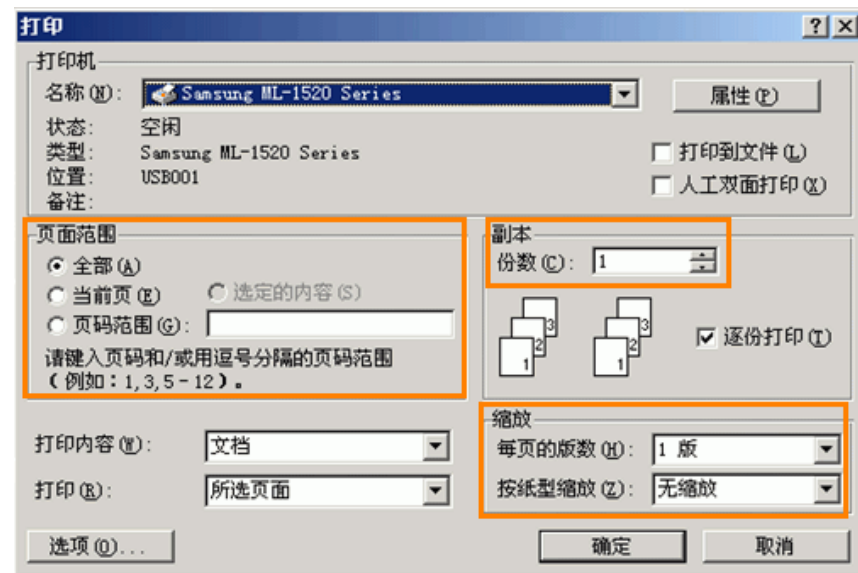 打印
打印机
名称(N): Samsung ML-1520 Series 属性(P)
状态: 空闲
类型: Samsung ML-1520 Series 打印到文件(L)
位置: USB001 人工双面打印(X)
备注:
页面范围
全部(A)
当前页(E) 选定的内容(S)
页码范围(G):
请键入页码和/或用逗号分隔的页码范围
(例如:1,3,5-12)。
副本
份数(C): 1
1 2 3 1 2 3 逐份打印(T)
打印内容(W): 文档
打印(R): 所选页面
缩放
每页的版数(H): 1 版
按纸型缩放(Z): 无缩放
选项(O)... 确定 取消